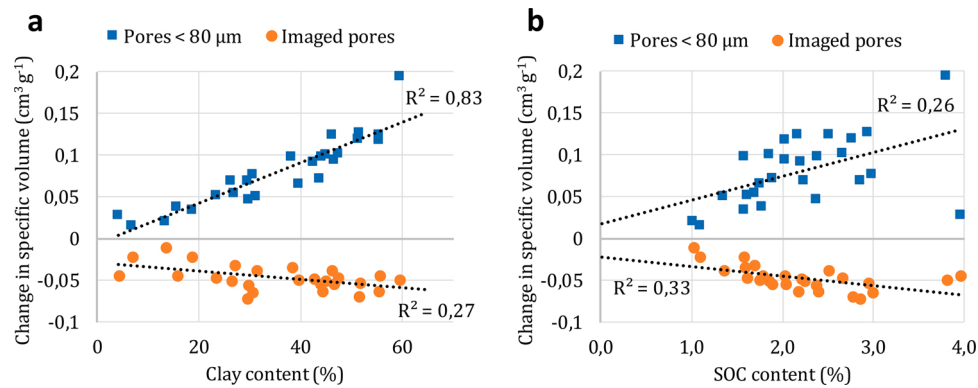 a
Pores < 80 µm Imaged pores
Change in specific volume (cm³ g⁻¹)
0,2
0,15
0,1
0,05
0
-0,05
-0,1
R² = 0,83
R² = 0,27
0 20 40 60
Clay content (%)
b
Pores < 80 µm Imaged pores
Change in specific volume (cm³ g⁻¹)
0,2
0,15
0,1
0,05
0
-0,05
-0,1
R² = 0,26
R² = 0,33
0,0 1,0 2,0 3,0 4,0
SOC content (%)